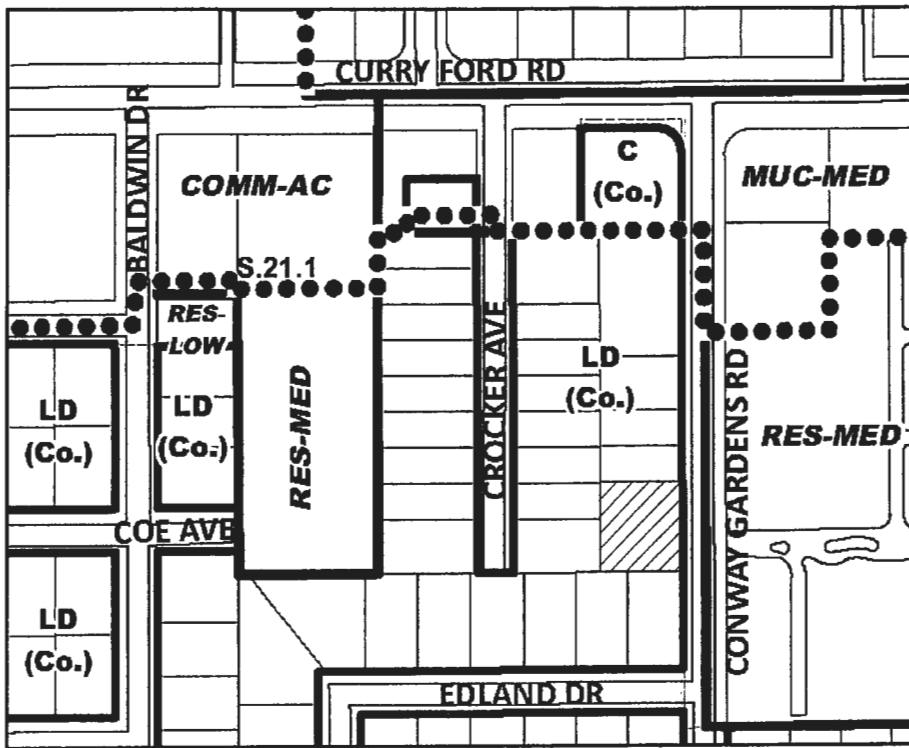 CURRY FORD RD
BALDWIN DR
COMM-AC
C
(Co.)
MUC-MED
S.21.1
RES-
LOW
LD
(Co.)
LD
(Co.)
RES-MED
CROCKER AVE
LD
(Co.)
CONWAY GARDENS RD
RES-MED
COE AVE
LD
(Co.)
EDLAND DR